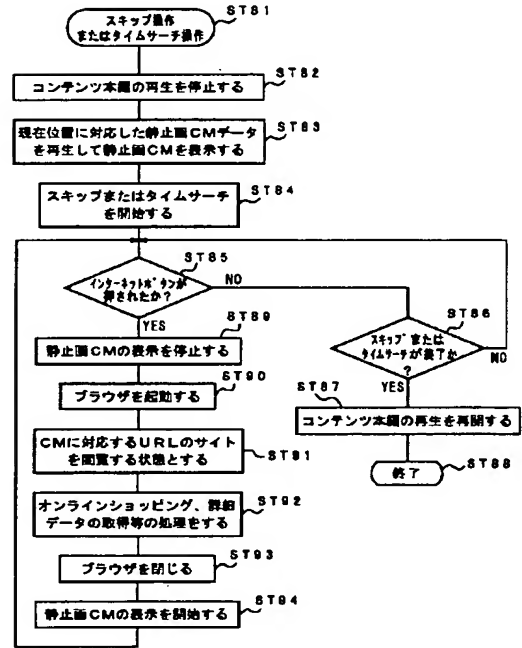 スキップ操作
またはタイムサーチ操作
ST81
コンテンツ本編の再生を停止する
ST82
現在位置に対応した静止画CMデータ
を再生して静止画CMを表示する
ST83
スキップまたはタイムサーチ
を開始する
ST84
インターネットボタンが
押されたか?
ST85
NO
YES
スキップまたは
タイムサーチが終了か
?
ST86
NO
YES
ST87
コンテンツ本編の再生を再開する
終了
ST88
静止画CMの表示を停止する
ST89
ブラウザを起動する
ST90
CMに対応するURLのサイト
を閲覧する状態とする
ST91
オンラインショッピング、詳細
データの取得等の処理をする
ST92
ブラウザを閉じる
ST93
静止画CMの表示を開始する
ST94